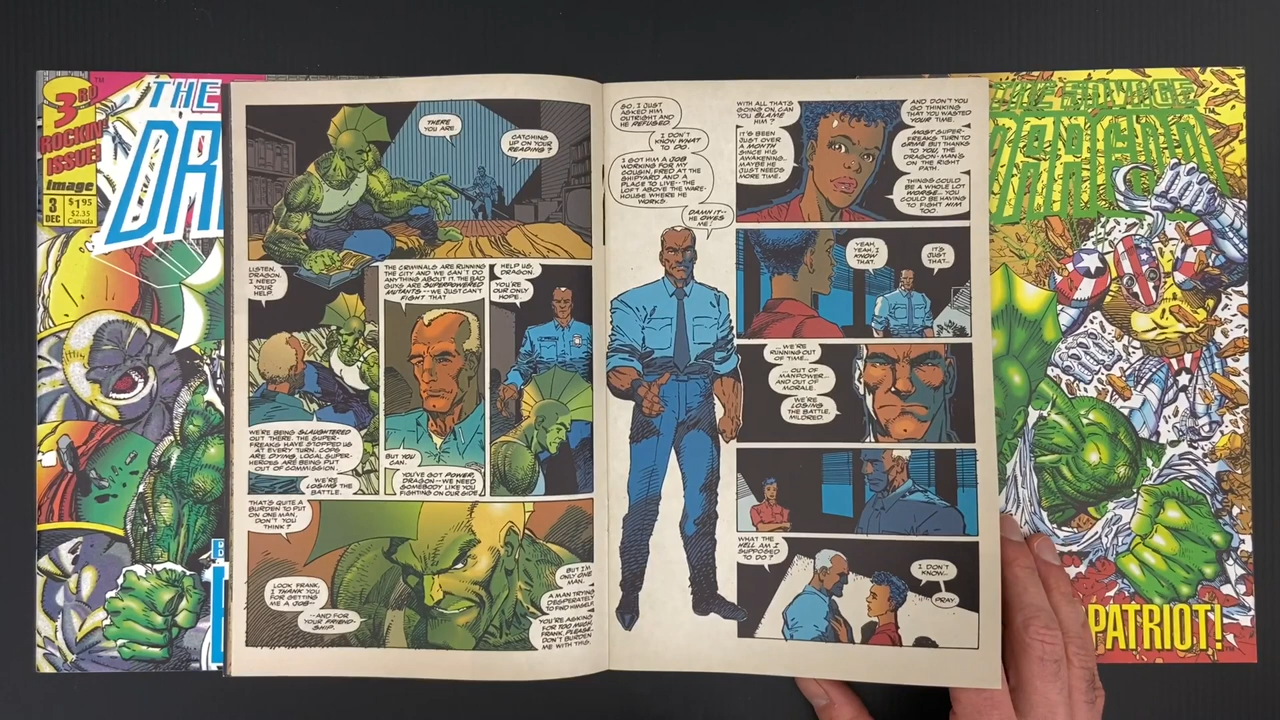 3RD
ROCKIN'
ISSUE!
Image
3
DEC
$1.95
$2.35
Canada
THE
THERE
YOU ARE.
CATCHING
UP ON YOUR
READING?
LISTEN,
DRAGON.
I NEED
YOUR
HELP.
THE CRIMINALS ARE RUNNING
THE CITY AND WE CAN'T DO
ANYTHING ABOUT IT. THE BAD
GUYS ARE SUPERPOWERED
MUTANTS--WE JUST CAN'T
FIGHT THAT.
HELP US,
DRAGON.
YOU'RE
OUR ONLY
HOPE.
WE'RE BEING SLAUGHTERED
OUT THERE. THE SUPER-
FREAKS HAVE STOPPED US
AT EVERY TURN. COPS
ARE DYING, LOCAL SUPER-
HEROES ARE BEING PUT
OUT OF COMMISSION.
WE'RE
LOSING THE
BATTLE.
BUT YOU
CAN.
YOU'VE GOT POWER,
DRAGON--WE NEED
SOMEBODY LIKE YOU
FIGHTING ON OUR SIDE.
THAT'S QUITE A
BURDEN TO PUT
ON ONE MAN,
DON'T YOU
THINK?
LOOK FRANK,
I THANK YOU
FOR GETTING
ME A JOB--
--AND FOR
YOUR FRIEND-
SHIP.
BUT I'M
ONLY ONE
MAN.
A MAN TRYING
DESPERATELY
TO FIND HIMSELF.
YOU'RE ASKING
FOR TOO MUCH,
FRANK, PLEASE--
DON'T BURDEN
ME WITH THIS.
SO, I JUST
ASKED HIM
OUTRIGHT AND
HE REFUSED.
I DON'T
KNOW WHAT
TO DO.
I GOT HIM A JOB
WORKING FOR MY
COUSIN, FRED AT THE
SHIPYARD AND A
PLACE TO LIVE--THE
LOFT ABOVE THE WARE-
HOUSE WHERE HE
WORKS.
DAMN IT--
HE OWES
ME!
WITH ALL THAT'S
GOING ON, CAN
YOU BLAME
HIM?
IT'S BEEN
JUST OVER
A MONTH
SINCE HIS
AWAKENING...
MAYBE HE
JUST NEEDS
MORE TIME.
AND DON'T YOU
GO THINKING
THAT YOU WASTED
YOUR TIME.
MOST SUPER-
FREAKS TURN TO
CRIME BUT THANKS
TO YOU, THE
DRAGON-MAN'S
ON THE RIGHT
PATH.
THINGS COULD
BE A WHOLE LOT
WORSE--YOU
COULD BE HAVING
TO FIGHT HIM
TOO.
YEAH,
YEAH, I
KNOW
THAT.
IT'S
JUST
THAT...
... WE'RE
RUNNING OUT
OF TIME...
... OUT OF
MANPOWER--
AND OUT OF
MORALE.
WE'RE
LOSING
THE BATTLE,
MILDRED.
WHAT THE
HELL AM I
SUPPOSED
TO DO?
I DON'T
KNOW...
PRAY.
THE SAVAGE
DRAGON
PATRIOT!